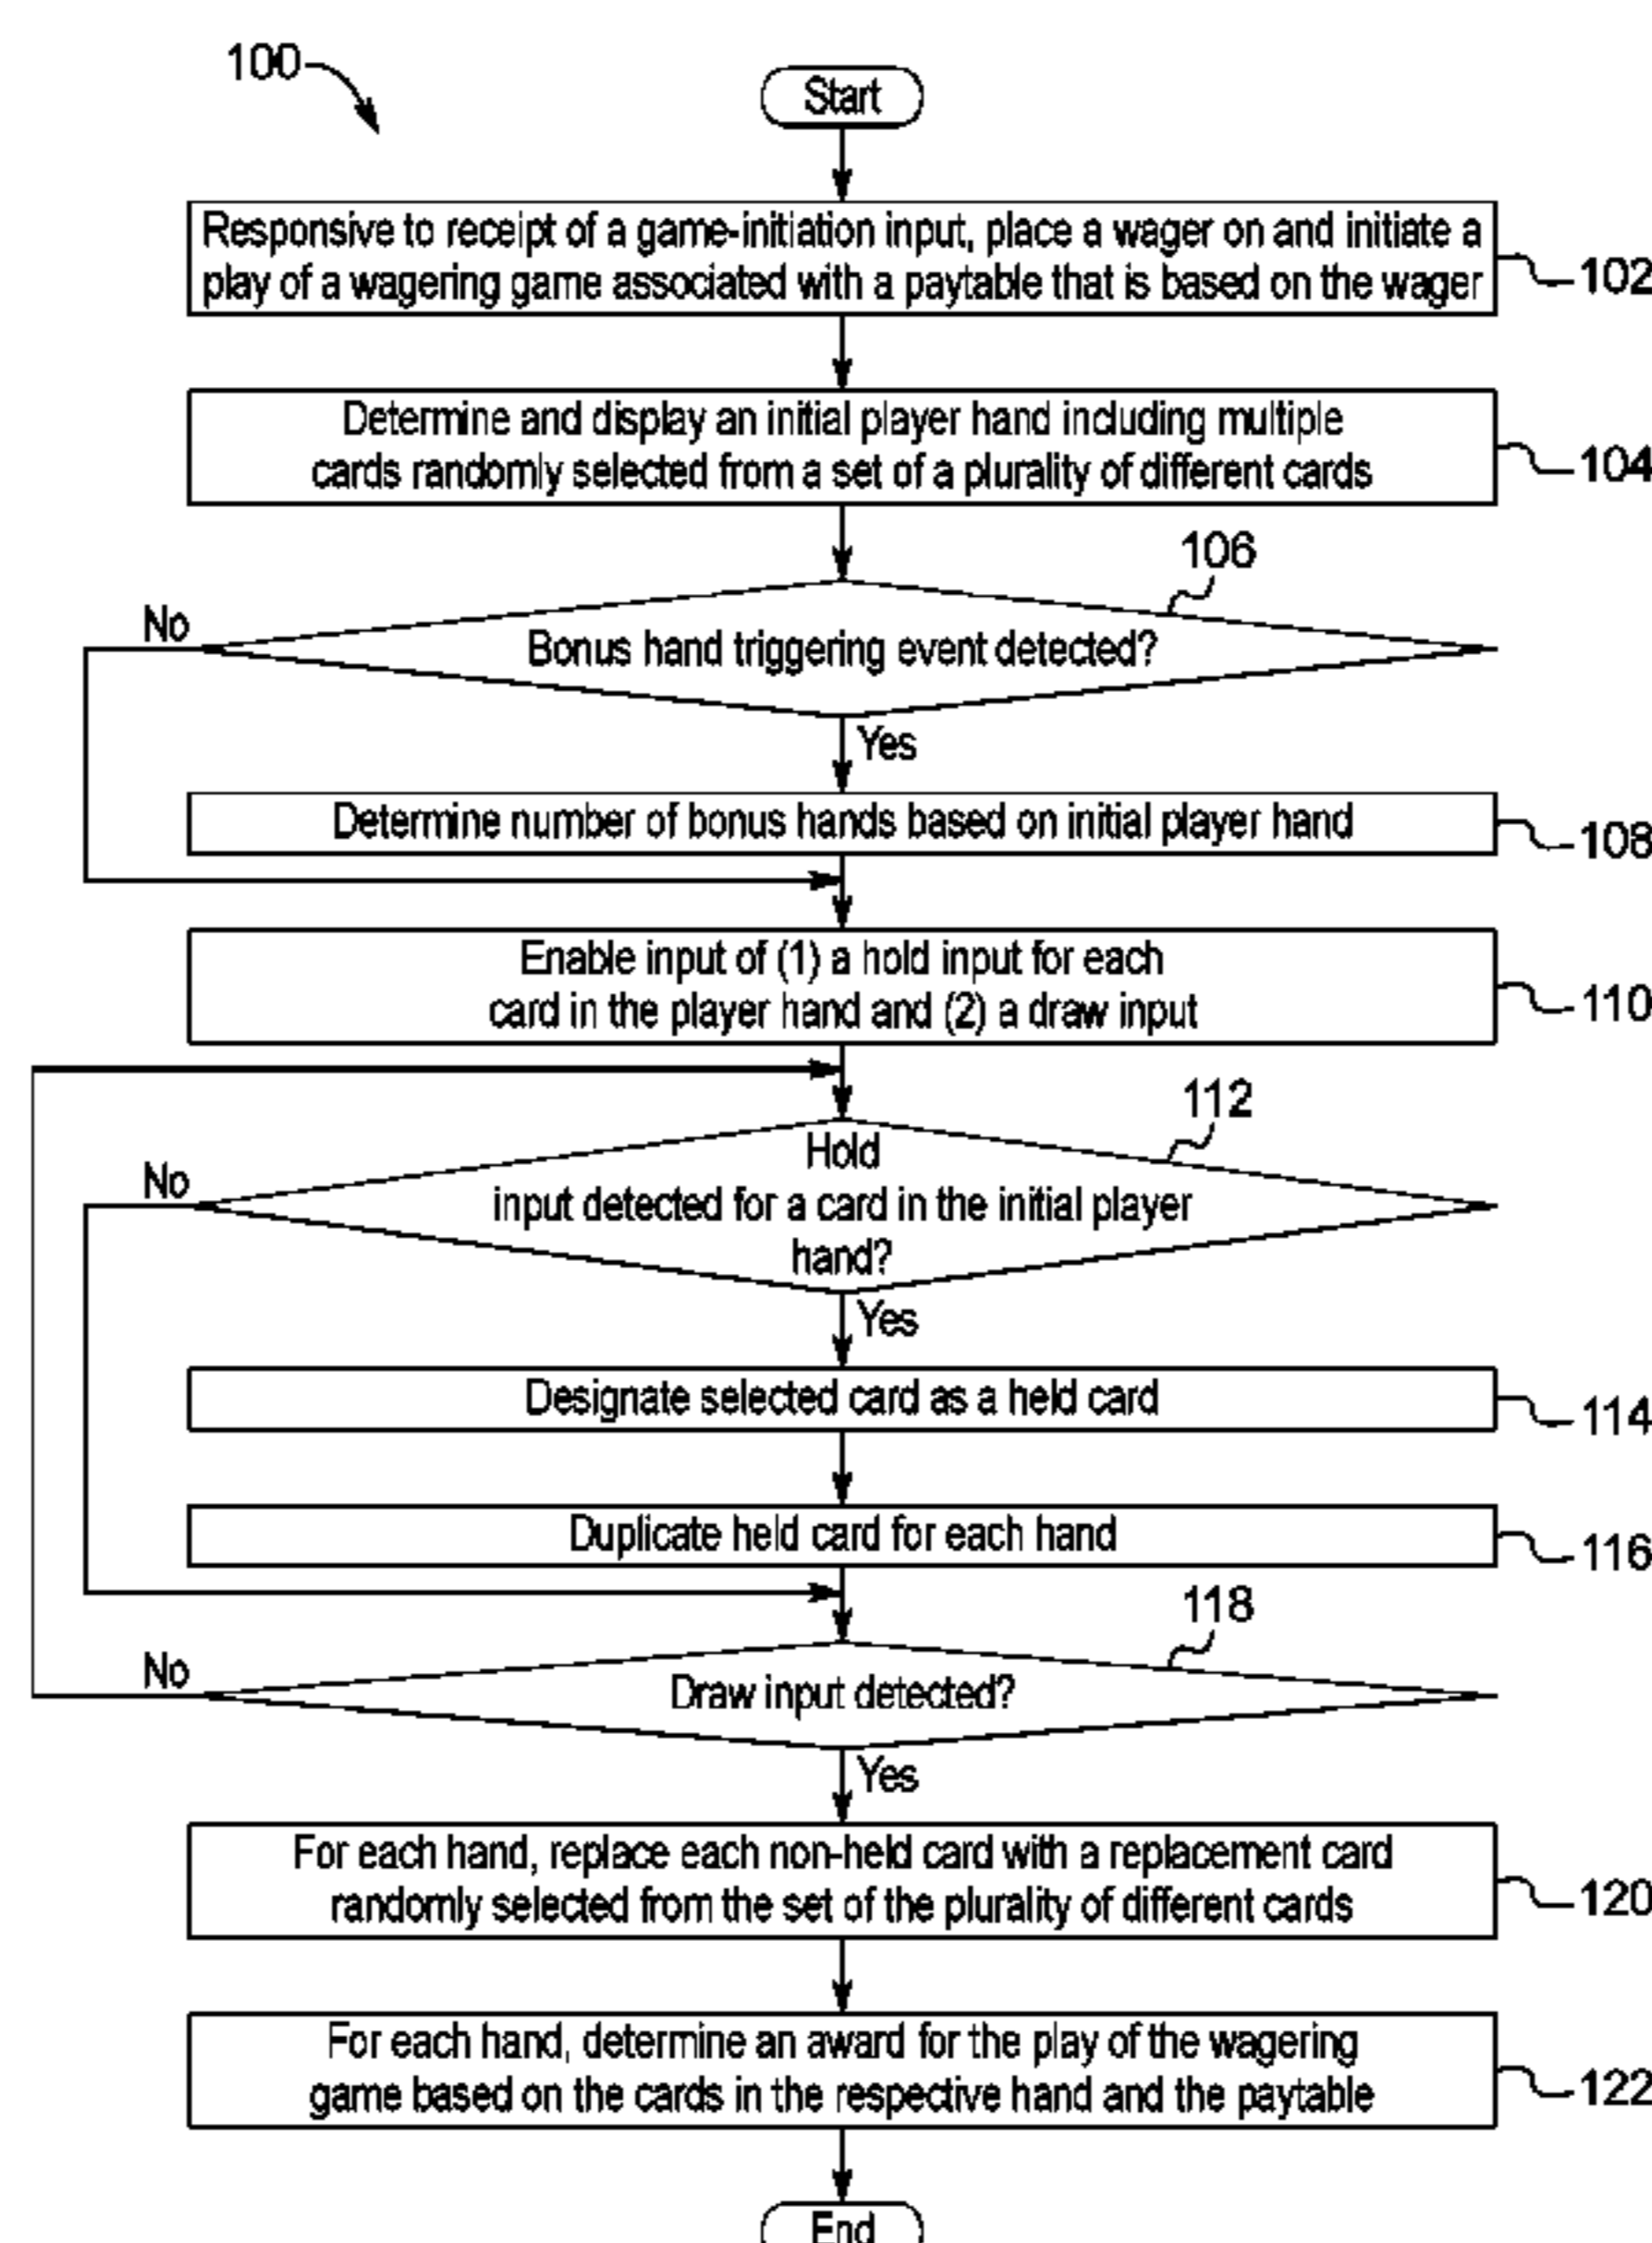 100
Start
Responsive to receipt of a game-initiation input, place a wager on and initiate a
play of a wagering game associated with a paytable that is based on the wager
102
Determine and display an initial player hand including multiple
cards randomly selected from a set of a plurality of different cards
104
106
No
Bonus hand triggering event detected?
Yes
Determine number of bonus hands based on initial player hand
108
Enable input of (1) a hold input for each
card in the player hand and (2) a draw input
110
112
Hold
No
input detected for a card in the initial player
hand?
Yes
Designate selected card as a held card
114
Duplicate held card for each hand
116
118
No
Draw input detected?
Yes
For each hand, replace each non-held card with a replacement card
randomly selected from the set of the plurality of different cards
120
For each hand, determine an award for the play of the wagering
game based on the cards in the respective hand and the paytable
122
End